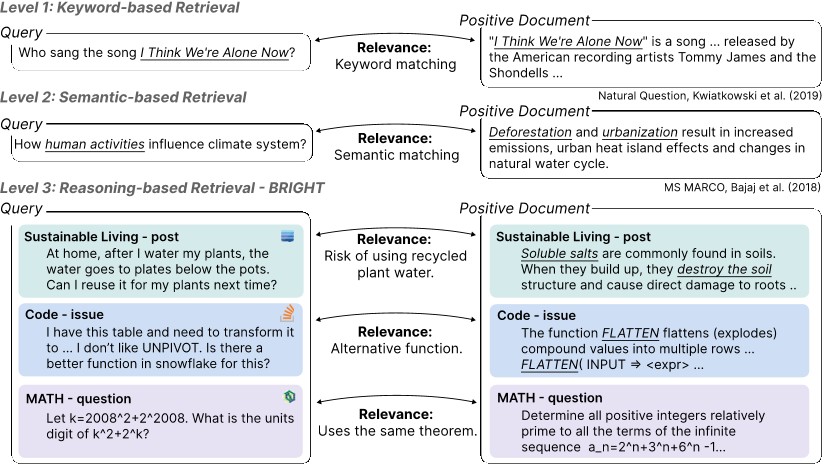 Level 1: Keyword-based Retrieval
Query
Who sang the song I Think We're Alone Now?
Relevance:
Keyword matching
Positive Document
"I Think We're Alone Now" is a song ... released by
the American recording artists Tommy James and the
Shondells ...
Natural Question, Kwiatkowski et al. (2019)
Level 2: Semantic-based Retrieval
Query
How human activities influence climate system?
Relevance:
Semantic matching
Positive Document
Deforestation and urbanization result in increased
emissions, urban heat island effects and changes in
natural water cycle.
MS MARCO, Bajaj et al. (2018)
Level 3: Reasoning-based Retrieval - BRIGHT
Query
Positive Document
Sustainable Living - post
At home, after I water my plants, the
water goes to plates below the pots.
Can I reuse it for my plants next time?
Relevance:
Risk of using recycled
plant water.
Sustainable Living - post
Soluble salts are commonly found in soils.
When they build up, they destroy the soil
structure and cause direct damage to roots ..
Code - issue
I have this table and need to transform it
to ... I don't like UNPIVOT. Is there a
better function in snowflake for this?
Relevance:
Alternative function.
Code - issue
The function FLATTEN flattens (explodes)
compound values into multiple rows ...
FLATTEN( INPUT ⇒ <expr> ...
MATH - question
Let k=2008^2+2^2008. What is the units
digit of k^2+2^k?
Relevance:
Uses the same theorem.
MATH - question
Determine all positive integers relatively
prime to all the terms of the infinite
sequence a_n=2^n+3^n+6^n -1...